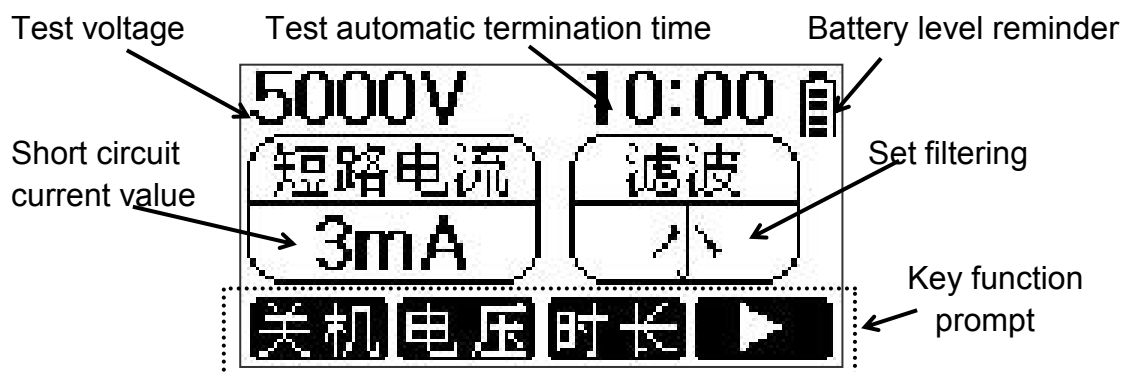 Test voltage
Test automatic termination time
Battery level reminder
5000V
10:00
Short circuit
current value
短路电流
滤波
Set filtering
3mA
小
Key function
prompt
关机 电压 时长